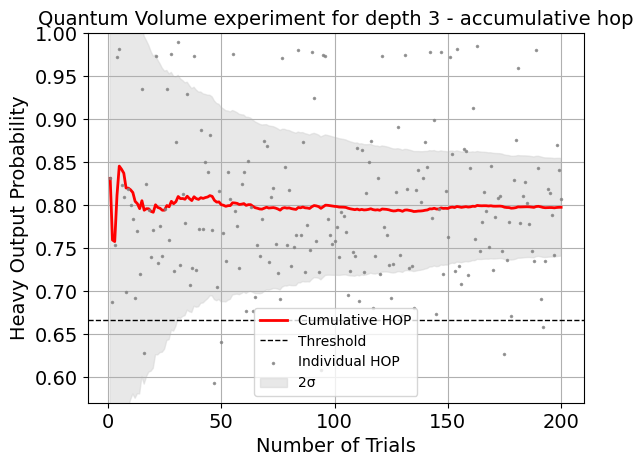 Quantum Volume experiment for depth 3 - accumulative hop
1.00
0.95
0.90
0.85
0.80
0.75
0.70
0.65
0.60
Heavy Output Probability
Cumulative HOP
Threshold
Individual HOP
2σ
0 50 100 150 200
Number of Trials